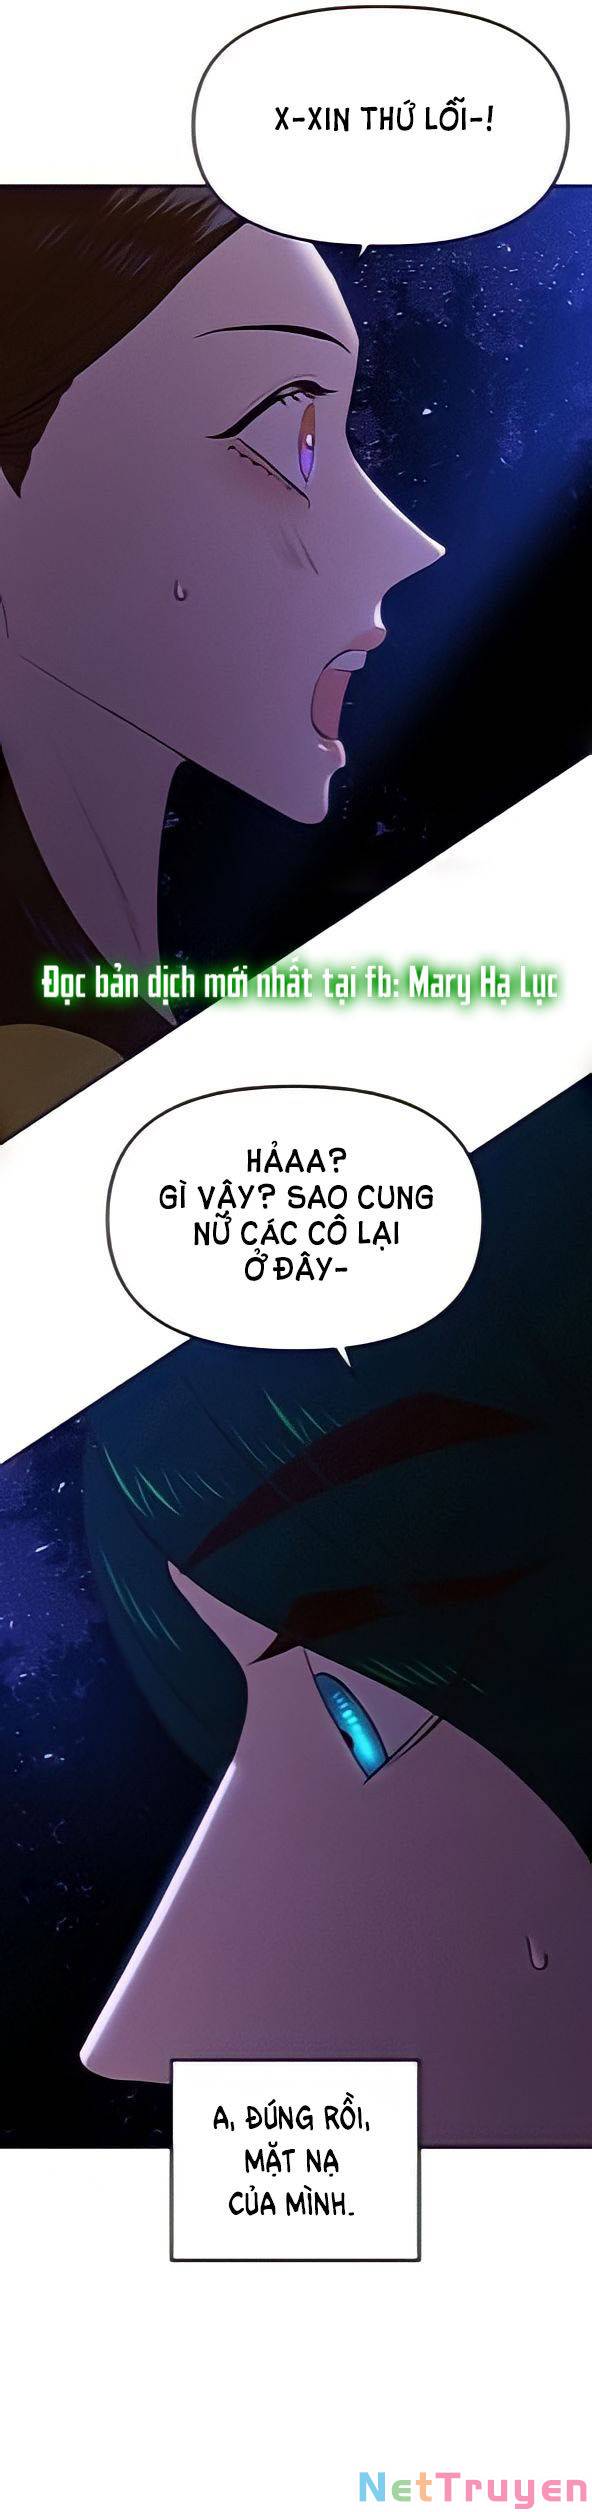 X-XIN THỨ LỖI-!
Đọc bản dịch mới nhất tại fb: Mary Hạ Lục
HẢAA?
GÌ VẬY? SAO CUNG
NỮ CÁC CÔ LẠI
Ở ĐÂY-
A, ĐÚNG RỒI,
MẶT NẠ
CỦA MÌNH.
NetTruyen